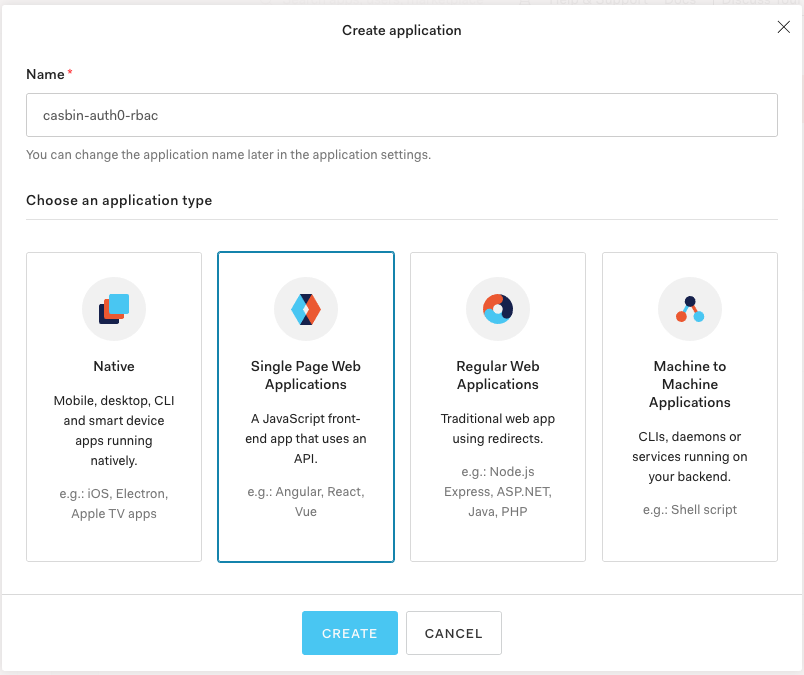 Create application
Name *
casbin-auth0-rbac
You can change the application name later in the application settings.
Choose an application type
Native
Mobile, desktop, CLI
and smart device
apps running
natively.
e.g.: iOS, Electron,
Apple TV apps
Single Page Web
Applications
A JavaScript front-
end app that uses an
API.
e.g.: Angular, React,
Vue
Regular Web
Applications
Traditional web app
using redirects.
e.g.: Node.js
Express, ASP.NET,
Java, PHP
Machine to
Machine
Applications
CLIs, daemons or
services running on
your backend.
e.g.: Shell script
CREATE
CANCEL